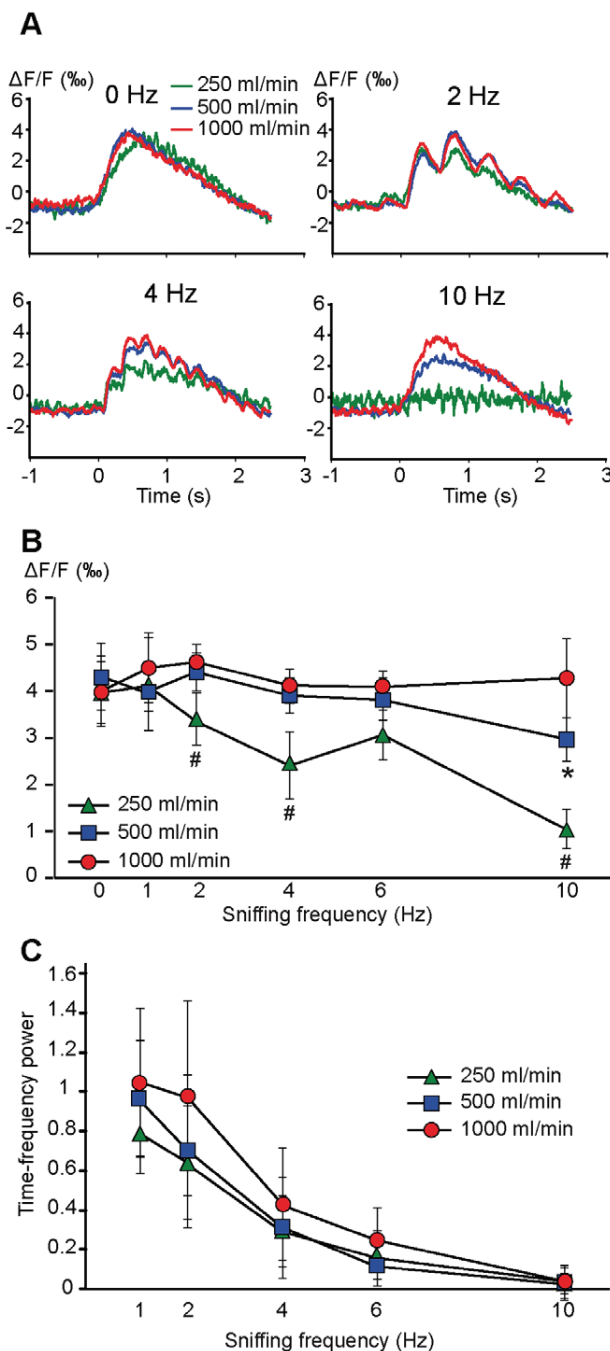 A
ΔF/F (‰)
0 Hz
250 ml/min
500 ml/min
1000 ml/min
6
4
2
0
-2
ΔF/F (‰)
2 Hz
6
4
2
0
-2
4 Hz
6
4
2
0
-2
-1 0 1 2 3
Time (s)
10 Hz
6
4
2
0
-2
-1 0 1 2 3
Time (s)
B
ΔF/F (‰)
6
5
4
3
2
1
0
# # * #
250 ml/min
500 ml/min
1000 ml/min
0 1 2 4 6 10
Sniffing frequency (Hz)
C
Time-frequency power
1.6
1.4
1.2
1
0.8
0.6
0.4
0.2
0
250 ml/min
500 ml/min
1000 ml/min
1 2 4 6 10
Sniffing frequency (Hz)